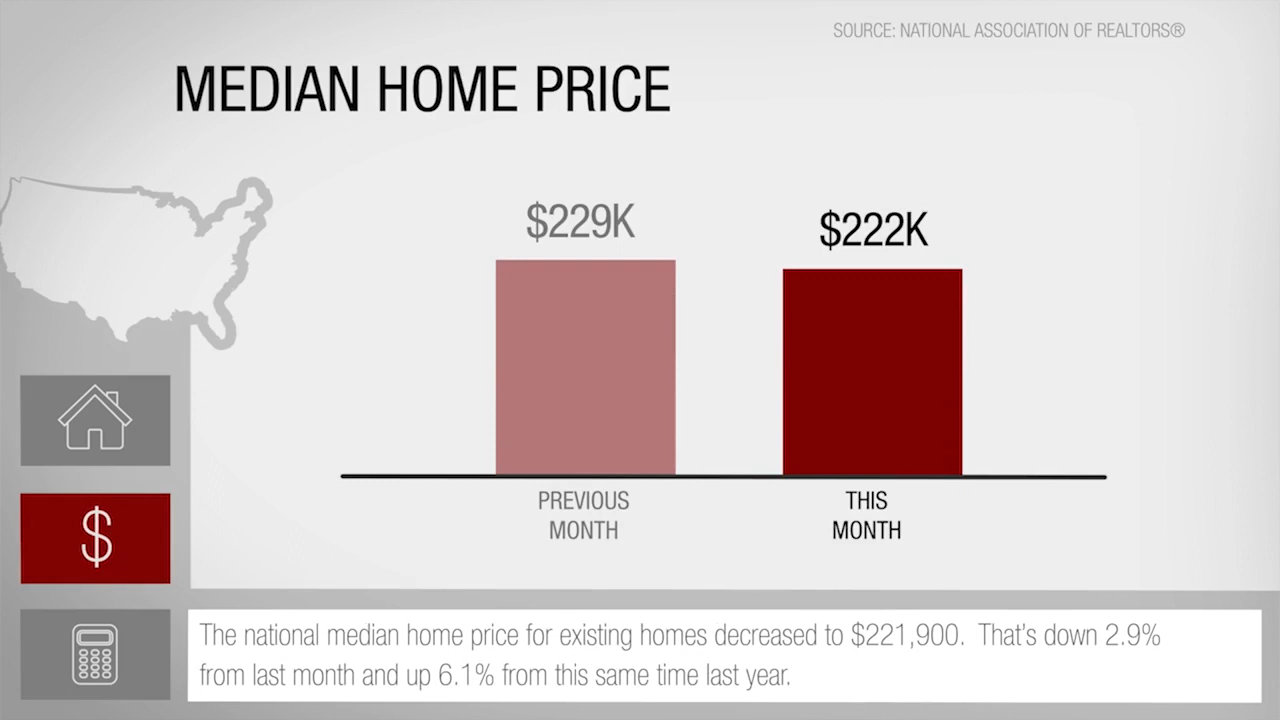 SOURCE: NATIONAL ASSOCIATION OF REALTORS®
MEDIAN HOME PRICE
$229K
$222K
PREVIOUS
MONTH
THIS
MONTH
$
The national median home price for existing homes decreased to $221,900.  That's down 2.9%
from last month and up 6.1% from this same time last year.